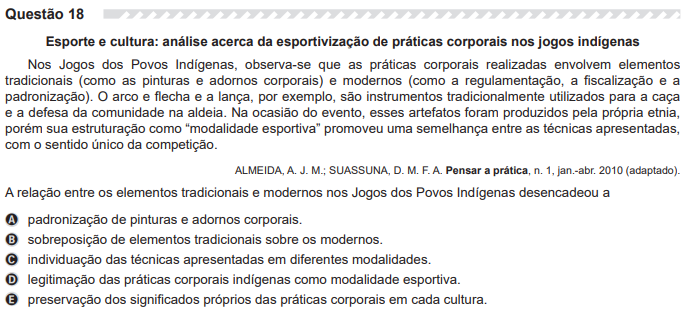 Questão 18
Esporte e cultura: análise acerca da esportivização de práticas corporais nos jogos indígenas
Nos Jogos dos Povos Indígenas, observa-se que as práticas corporais realizadas envolvem elementos
tradicionais (como as pinturas e adornos corporais) e modernos (como a regulamentação, a fiscalização e a
padronização). O arco e flecha e a lança, por exemplo, são instrumentos tradicionalmente utilizados para a caça
e a defesa da comunidade na aldeia. Na ocasião do evento, esses artefatos foram produzidos pela própria etnia,
porém sua estruturação como “modalidade esportiva” promoveu uma semelhança entre as técnicas apresentadas,
com o sentido único da competição.
ALMEIDA, A. J. M.; SUASSUNA, D. M. F. A. Pensar a prática, n. 1, jan.-abr. 2010 (adaptado).
A relação entre os elementos tradicionais e modernos nos Jogos dos Povos Indígenas desencadeou a
A padronização de pinturas e adornos corporais.
B sobreposição de elementos tradicionais sobre os modernos.
C individuação das técnicas apresentadas em diferentes modalidades.
D legitimação das práticas corporais indígenas como modalidade esportiva.
E preservação dos significados próprios das práticas corporais em cada cultura.